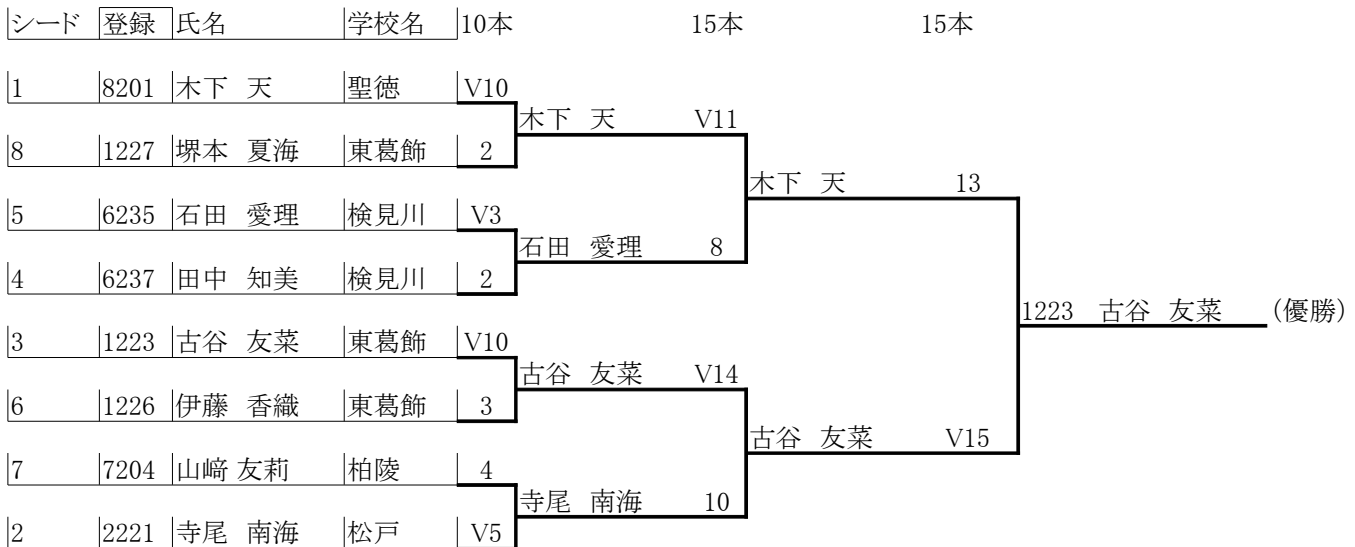 シード 登録 氏名 学校名 10本 15本 15本
1 8201 木下 天 聖徳 V10
木下 天 V11
8 1227 堺本 夏海 東葛飾 2
木下 天 13
5 6235 石田 愛理 検見川 V3
石田 愛理 8
4 6237 田中 知美 検見川 2
1223 古谷 友菜 (優勝)
3 1223 古谷 友菜 東葛飾 V10
古谷 友菜 V14
6 1226 伊藤 香織 東葛飾 3
古谷 友菜 V15
7 7204 山﨑 友莉 柏陵 4
寺尾 南海 10
2 2221 寺尾 南海 松戸 V5